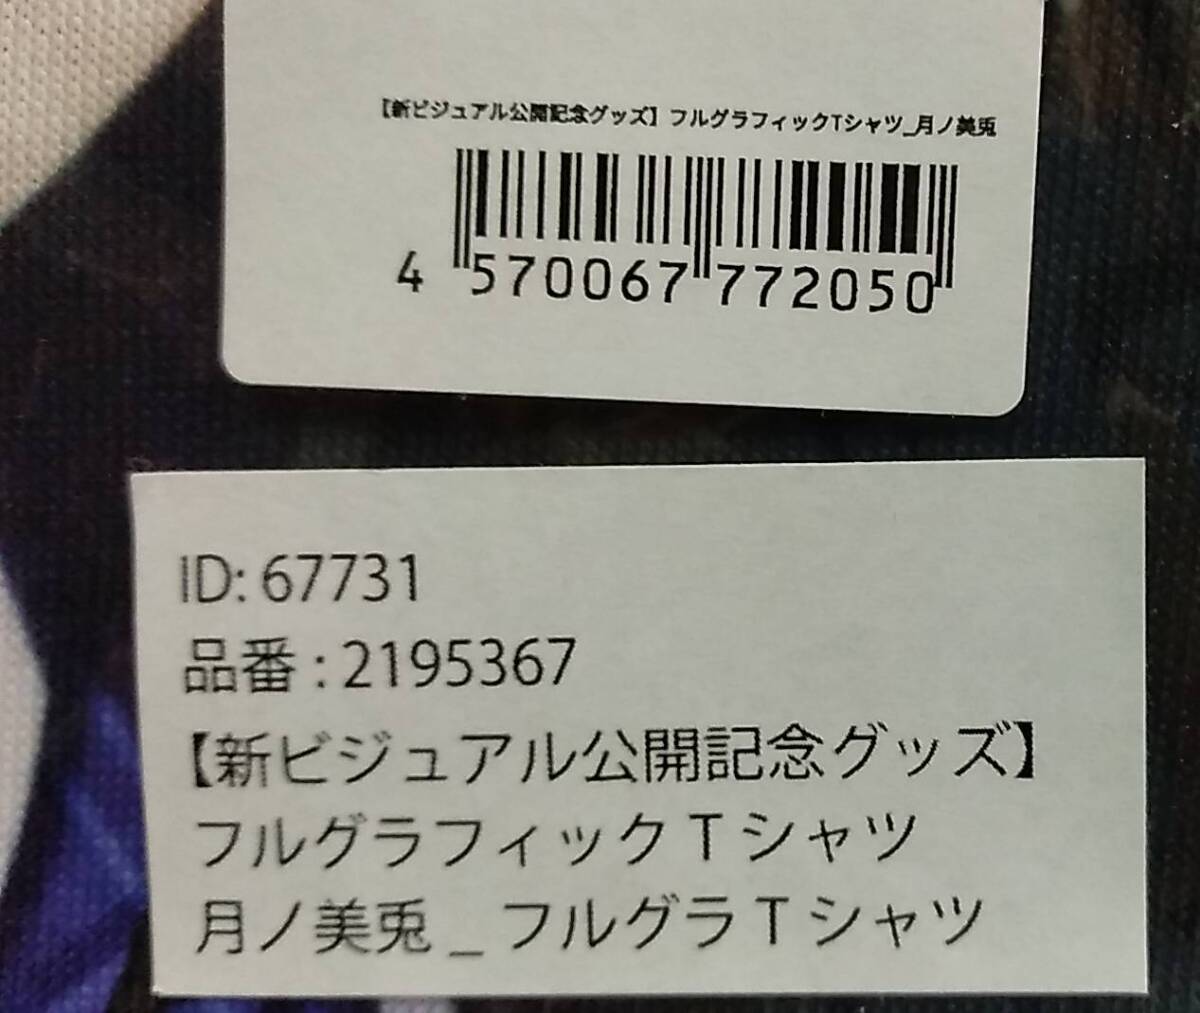 【新ビジュアル公開記念グッズ】フルグラフィックTシャツ_月ノ美兎
4 570067 772050
ID: 67731
品番 : 2195367
【新ビジュアル公開記念グッズ】
フルグラフィックTシャツ
月ノ美兎 _ フルグラTシャツ